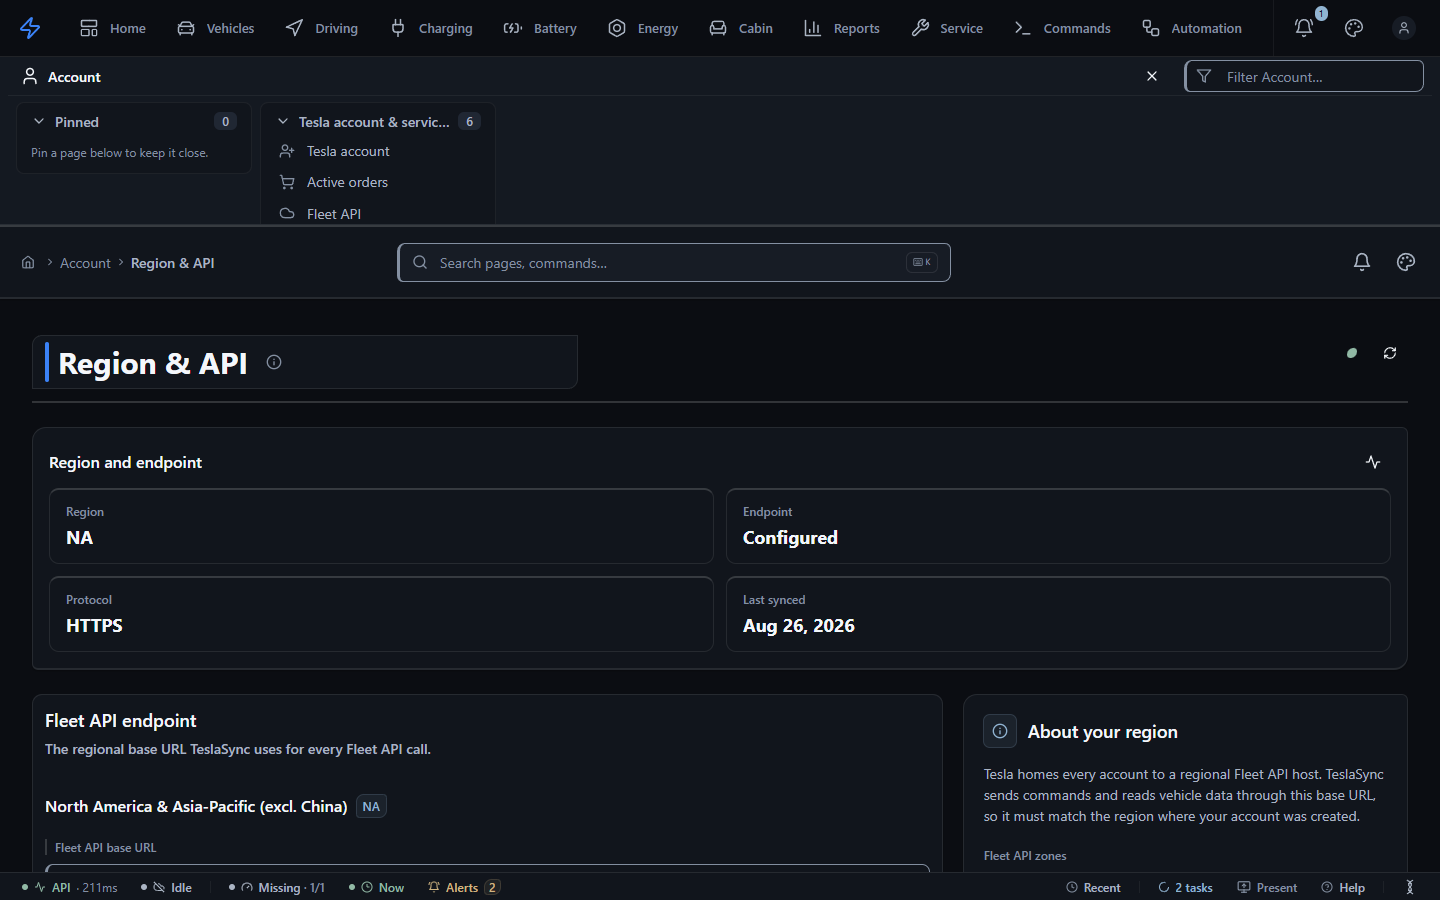 Home
Vehicles
Driving
Charging
Battery
Energy
Cabin
Reports
Service
Commands
Automation
1
Account
Filter Account...
Pinned
0
Pin a page below to keep it close.
Tesla account & servic...
6
Tesla account
Active orders
Fleet API
Account
Region & API
Search pages, commands...
K
Region & API
Region and endpoint
Region
NA
Endpoint
Configured
Protocol
HTTPS
Last synced
Aug 26, 2026
Fleet API endpoint
The regional base URL TeslaSync uses for every Fleet API call.
North America & Asia-Pacific (excl. China)
NA
Fleet API base URL
About your region
Tesla homes every account to a regional Fleet API host. TeslaSync
sends commands and reads vehicle data through this base URL,
so it must match the region where your account was created.
Fleet API zones
API · 211ms
Idle
Missing · 1/1
Now
Alerts 2
Recent
2 tasks
Present
Help